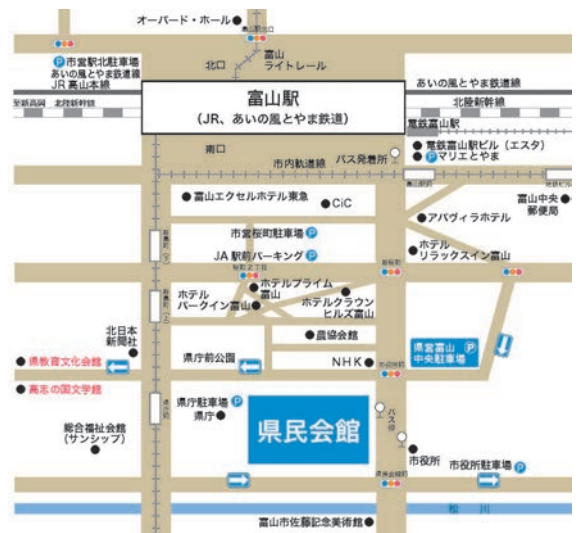 オーバード・ホール
北口
富山
ライトレール
P 市営駅北駐車場
あいの風とやま鉄道線
JR高山本線
至新高岡 北陸新幹線
富山駅
(JR、あいの風とやま鉄道)
あいの風とやま鉄道線
北陸新幹線
電鉄富山駅
南口
バス発着所
市内軌道線
電鉄富山駅ビル(エスタ)
P マリエとやま
富山エクセルホテル東急
CiC
アパヴィラホテル
富山中央
郵便局
市営桜町駐車場 P
JA 駅前パーキング P
ホテル
リラックスイン富山
ホテルプライム
富山
ホテル
パークイン富山
ホテルクラウン
ヒルズ富山
北日本
新聞社
農協会館
県営富山 P
中央駐車場
県教育文化会館
県庁前公園
NHK
高志の国文学館
県庁駐車場 P
県庁
県民会館
バス停
総合福祉会館
(サンシップ)
市役所
市役所駐車場 P
松川
富山市佐藤記念美術館